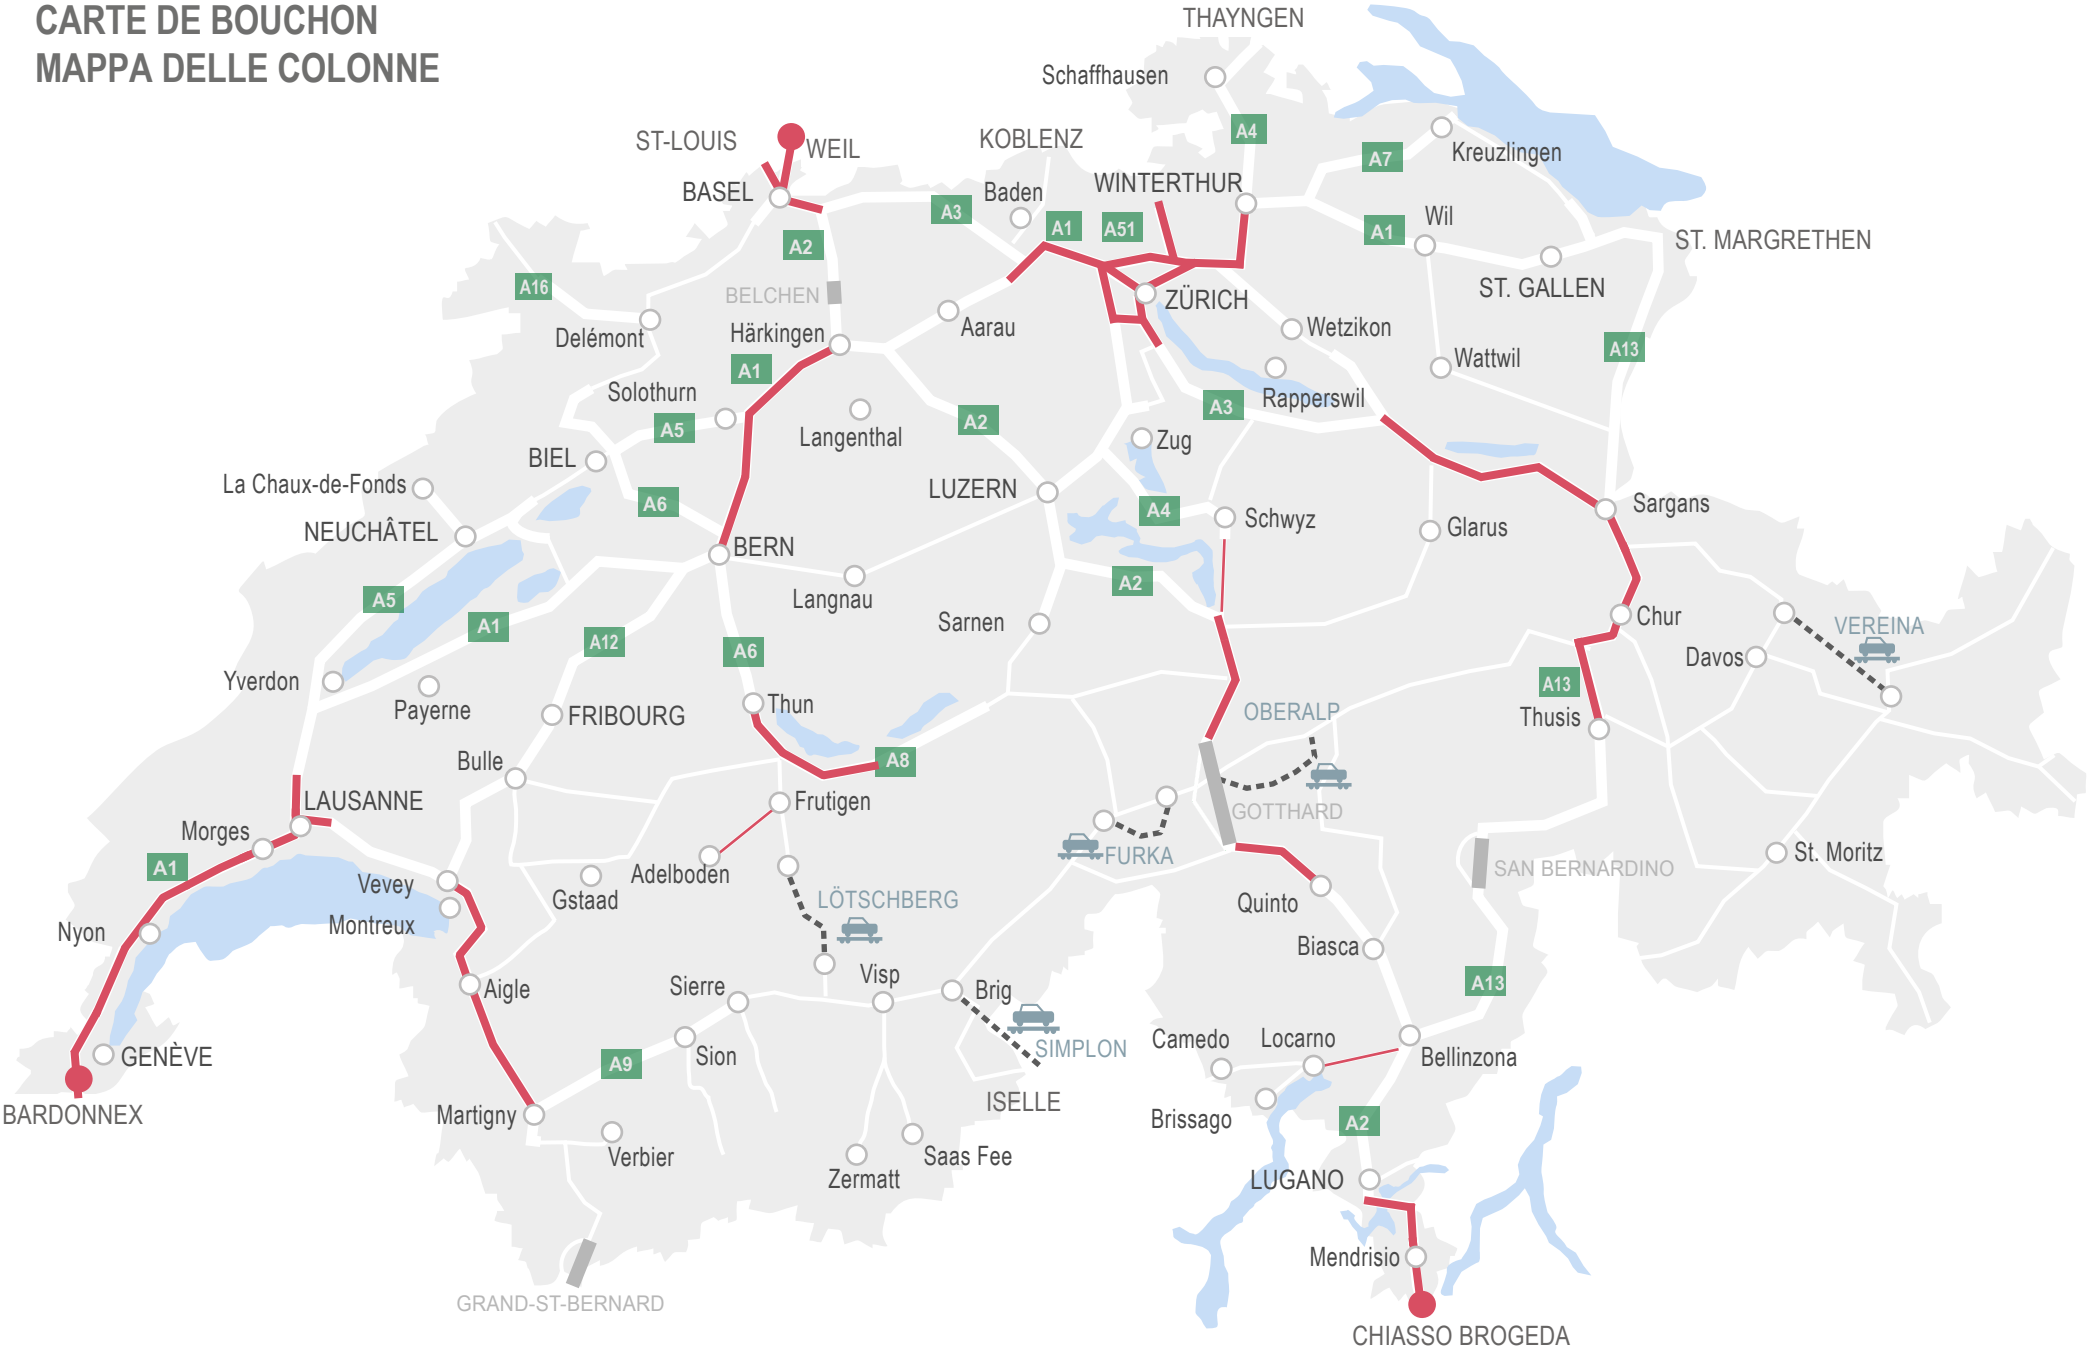 CARTE DE BOUCHON
MAPPA DELLE COLONNE
THAYNGEN
Schaffhausen
A4
ST-LOUIS
WEIL
KOBLENZ
A7
Kreuzlingen
BASEL
Baden
WINTERTHUR
A3
A1
A51
A1
Wil
ST. MARGRETHEN
A2
A16
BELCHEN
ZÜRICH
ST. GALLEN
Delémont
Härkingen
Aarau
Wetzikon
Wattwil
A13
A1
Solothurn
A5
Langenthal
A2
A3
Rapperswil
BIEL
Zug
La Chaux-de-Fonds
LUZERN
A6
A4
Schwyz
Glarus
Sargans
NEUCHÂTEL
BERN
A5
Langnau
A2
A1
A12
Sarnen
Chur
VEREINA
A6
Davos
Yverdon
Payerne
FRIBOURG
Thun
OBERALP
A13
Thusis
Bulle
A8
LAUSANNE
Frutigen
GOTTHARD
Morges
A1
Vevey
Adelboden
FURKA
St. Moritz
SAN BERNARDINO
Gstaad
LÖTSCHBERG
Quinto
Nyon
Montreux
Biasca
Aigle
Sierre
Visp
Brig
A13
GENÈVE
Sion
A9
SIMPLON
Camedo
Locarno
Bellinzona
BARDONNEX
Martigny
ISELLE
Brissago
A2
Verbier
Saas Fee
Zermatt
LUGANO
Mendrisio
GRAND-ST-BERNARD
CHIASSO BROGEDA